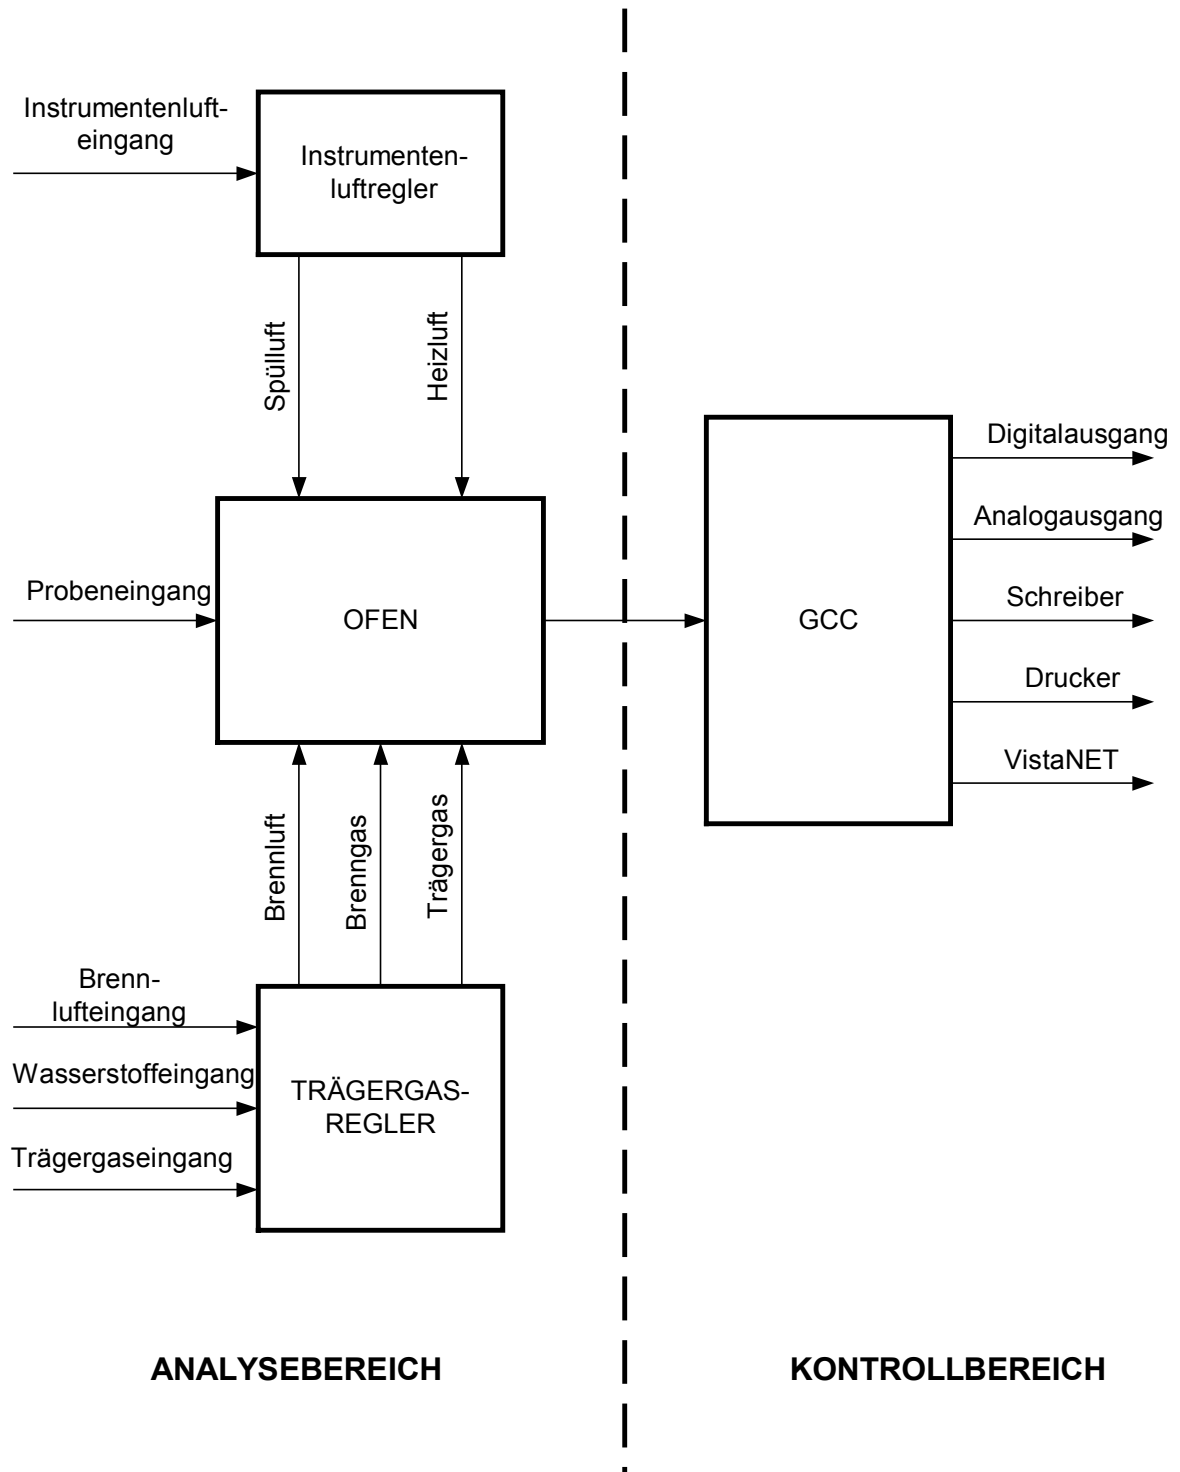 Instrumentenluft-
eingang
Instrumenten-
luftregler
Spülluft
Heizluft
Digitalausgang
Analogausgang
Probeneingang
OFEN
GCC
Schreiber
Drucker
VistaNET
Brennluft
Brenngas
Trägergas
Brenn-
lufteingang
Wasserstoffeingang
Trägergaseingang
TRÄGERGAS-
REGLER
ANALYSEBEREICH
KONTROLLBEREICH